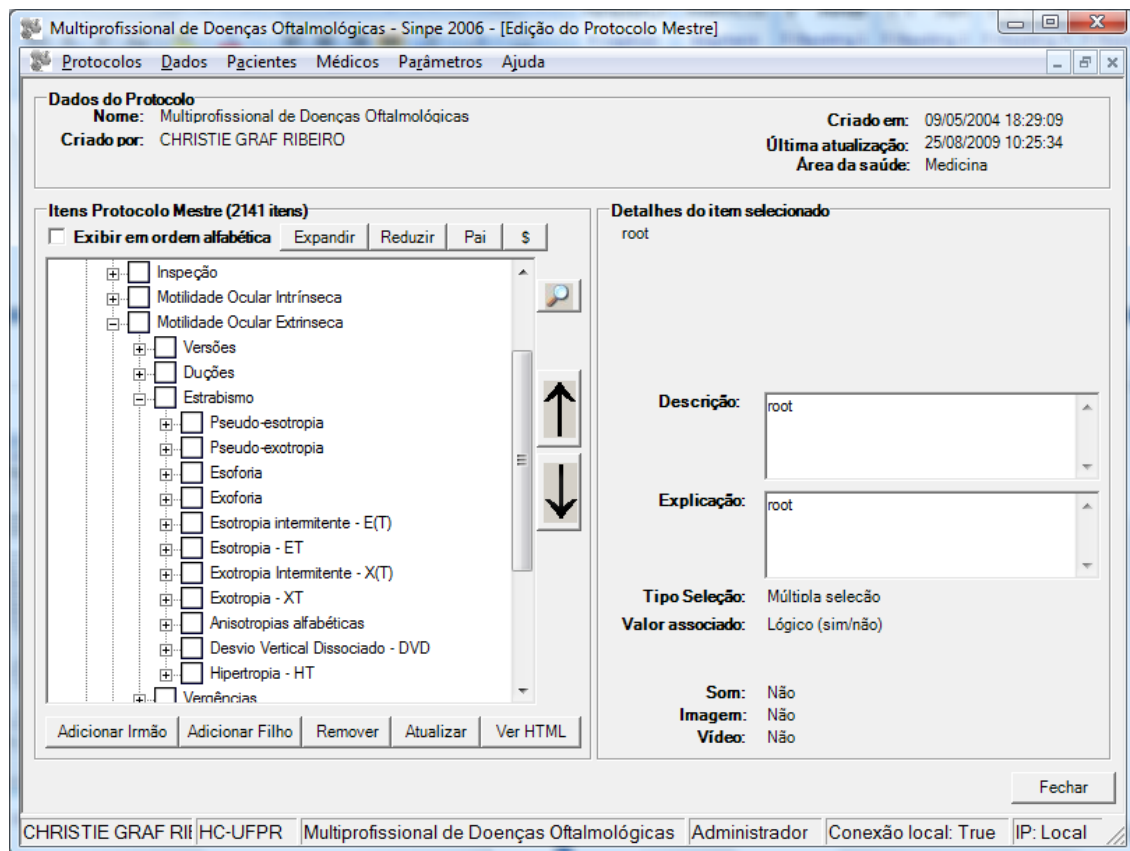 Multiprofissional de Doenças Oftalmológicas - Sinpe 2006 - [Edição do Protocolo Mestre]
Protocolos Dados Pacientes Médicos Parâmetros Ajuda
Dados do Protocolo
Nome: Multiprofissional de Doenças Oftalmológicas
Criado por: CHRISTIE GRAF RIBEIRO
Criado em: 09/05/2004 18:29:09
Última atualização: 25/08/2009 10:25:34
Área da saúde: Medicina
Itens Protocolo Mestre (2141 itens)
Exibir em ordem alfabética Expandir Reduzir Pai $
Inspeção
Motilidade Ocular Intrínseca
Motilidade Ocular Extrinseca
Versões
Duções
Estrabismo
Pseudo-esotropia
Pseudo-exotropia
Esoforia
Exoforia
Esotropia intermitente - E(T)
Esotropia - ET
Exotropia Intermitente - X(T)
Exotropia - XT
Anisotropias alfabéticas
Desvio Vertical Dissociado - DVD
Hipertropia - HT
Vergências
Adicionar Irmão Adicionar Filho Remover Atualizar Ver HTML
Detalhes do item selecionado
root
Descrição: root
Explicação: root
Tipo Seleção: Múltipla seleção
Valor associado: Lógico (sim/não)
Som: Não
Imagem: Não
Vídeo: Não
Fechar
CHRISTIE GRAF RIE HC-UFPR Multiprofissional de Doenças Oftalmológicas Administrador Conexão local: True IP: Local